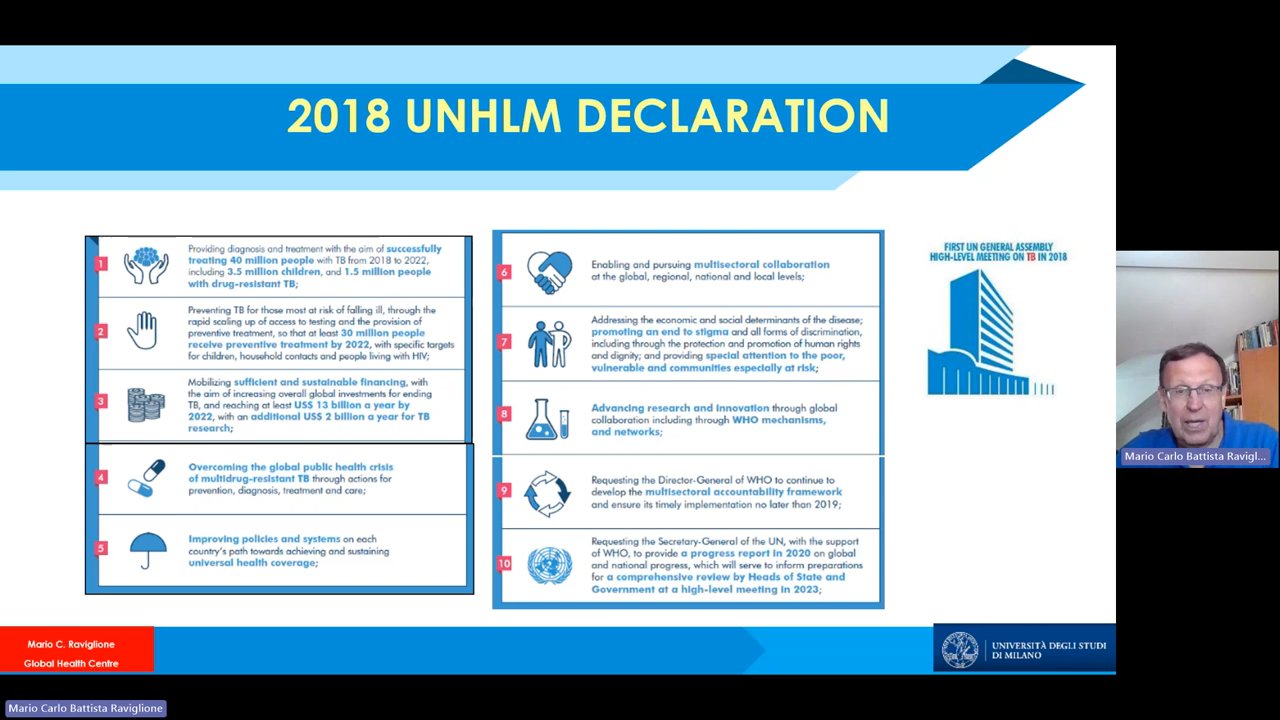 2018 UNHLM DECLARATION
1
Providing diagnosis and treatment with the aim of successfully
treating 40 million people with TB from 2018 to 2022,
including 3.5 million children, and 1.5 million people
with drug-resistant TB;
2
Preventing TB for those most at risk of falling ill, through the
rapid scaling up of access to testing and the provision of
preventive treatment, so that at least 30 million people
receive preventive treatment by 2022, with specific targets
for children, household contacts and people living with HIV;
3
Mobilizing sufficient and sustainable financing, with
the aim of increasing overall global investments for ending
TB, and reaching at least US$ 13 billion a year by
2022, with an additional US$ 2 billion a year for TB
research;
4
Overcoming the global public health crisis
of multidrug-resistant TB through actions for
prevention, diagnosis, treatment and care;
5
Improving policies and systems on each
country's path towards achieving and sustaining
universal health coverage;
6
Enabling and pursuing multisectoral collaboration
at the global, regional, national and local levels;
7
Addressing the economic and social determinants of the disease;
promoting an end to stigma and all forms of discrimination,
including through the protection and promotion of human rights
and dignity; and providing special attention to the poor,
vulnerable and communities especially at risk;
8
Advancing research and innovation through global
collaboration including through WHO mechanisms,
and networks;
9
Requesting the Director-General of WHO to continue to
develop the multisectoral accountability framework
and ensure its timely implementation no later than 2019;
10
Requesting the Secretary-General of the UN, with the support
of WHO, to provide a progress report in 2020 on global
and national progress, which will serve to inform preparations
for a comprehensive review by Heads of State and
Government at a high-level meeting in 2023;
FIRST UN GENERAL ASSEMBLY
HIGH-LEVEL MEETING ON TB IN 2018
Mario Carlo Battista Ravigl...
Mario C. Raviglione
Global Health Centre
UNIVERSITÀ DEGLI STUDI
DI MILANO
Mario Carlo Battista Raviglione